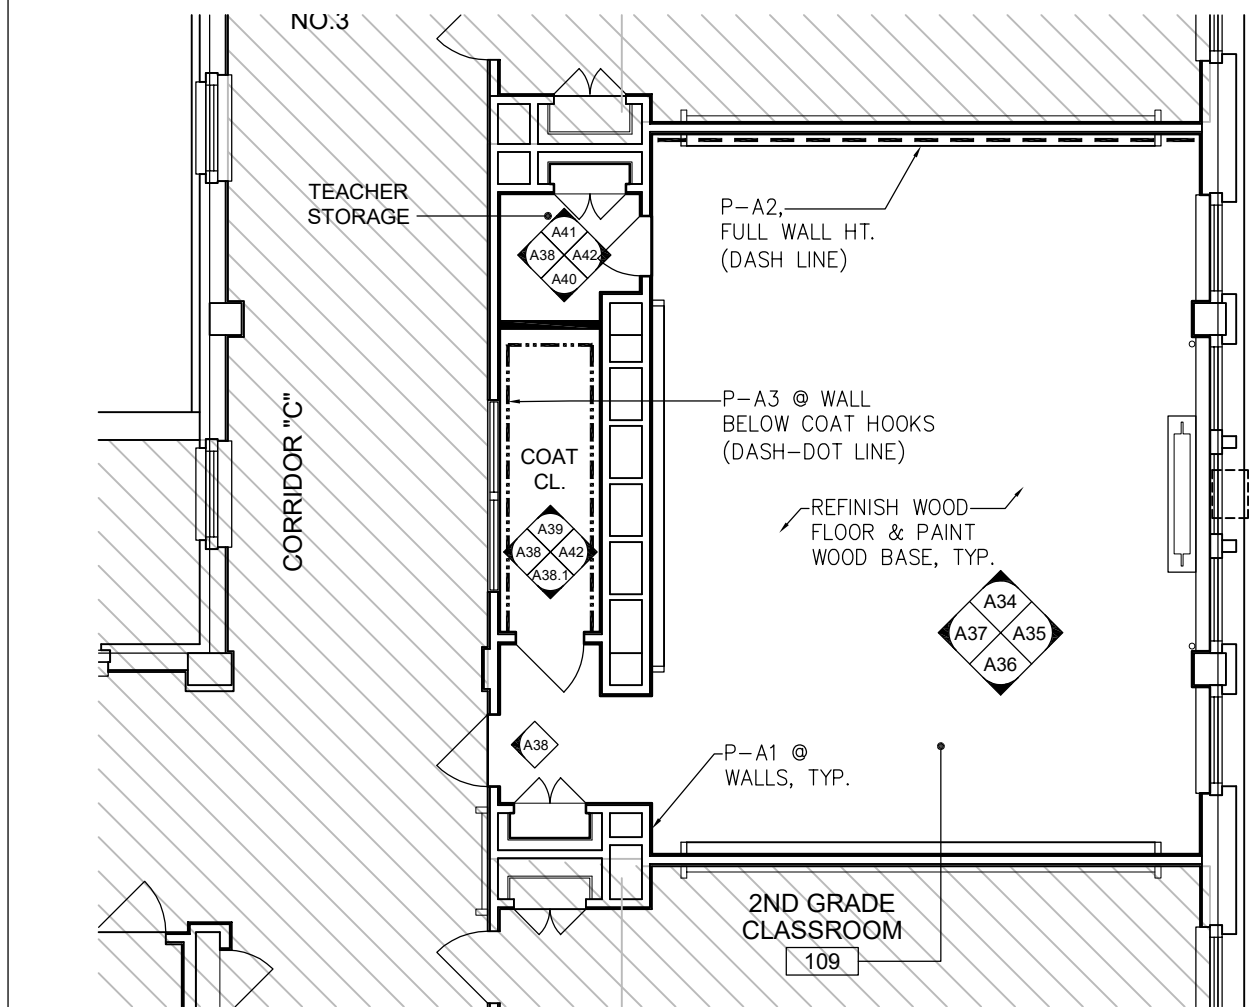 NO.3
TEACHER
STORAGE
A41
A38
A42
A40
P-A2,
FULL WALL HT.
(DASH LINE)
CORRIDOR "C"
P-A3 @ WALL
BELOW COAT HOOKS
(DASH-DOT LINE)
COAT
CL.
A39
A38
A42
A38.1
REFINISH WOOD
FLOOR & PAINT
WOOD BASE, TYP.
A34
A37
A35
A36
A38
P-A1 @
WALLS, TYP.
2ND GRADE
CLASSROOM
109